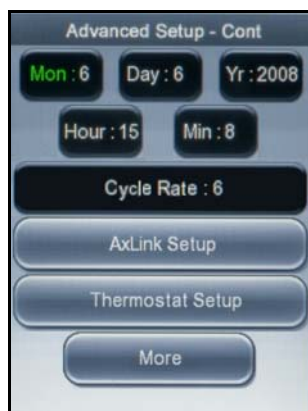 Advanced Setup - Cont
Mon : 6 Day : 6 Yr : 2008
Hour : 15 Min : 8
Cycle Rate : 6
AxLink Setup
Thermostat Setup
More